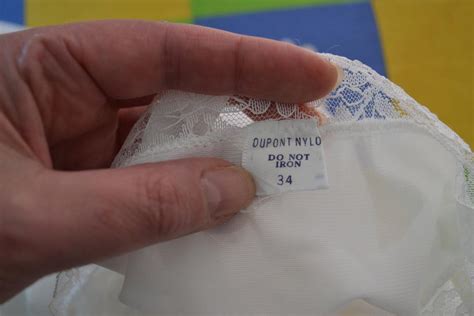 DUPONT NYLO
DO NOT
IRON
34